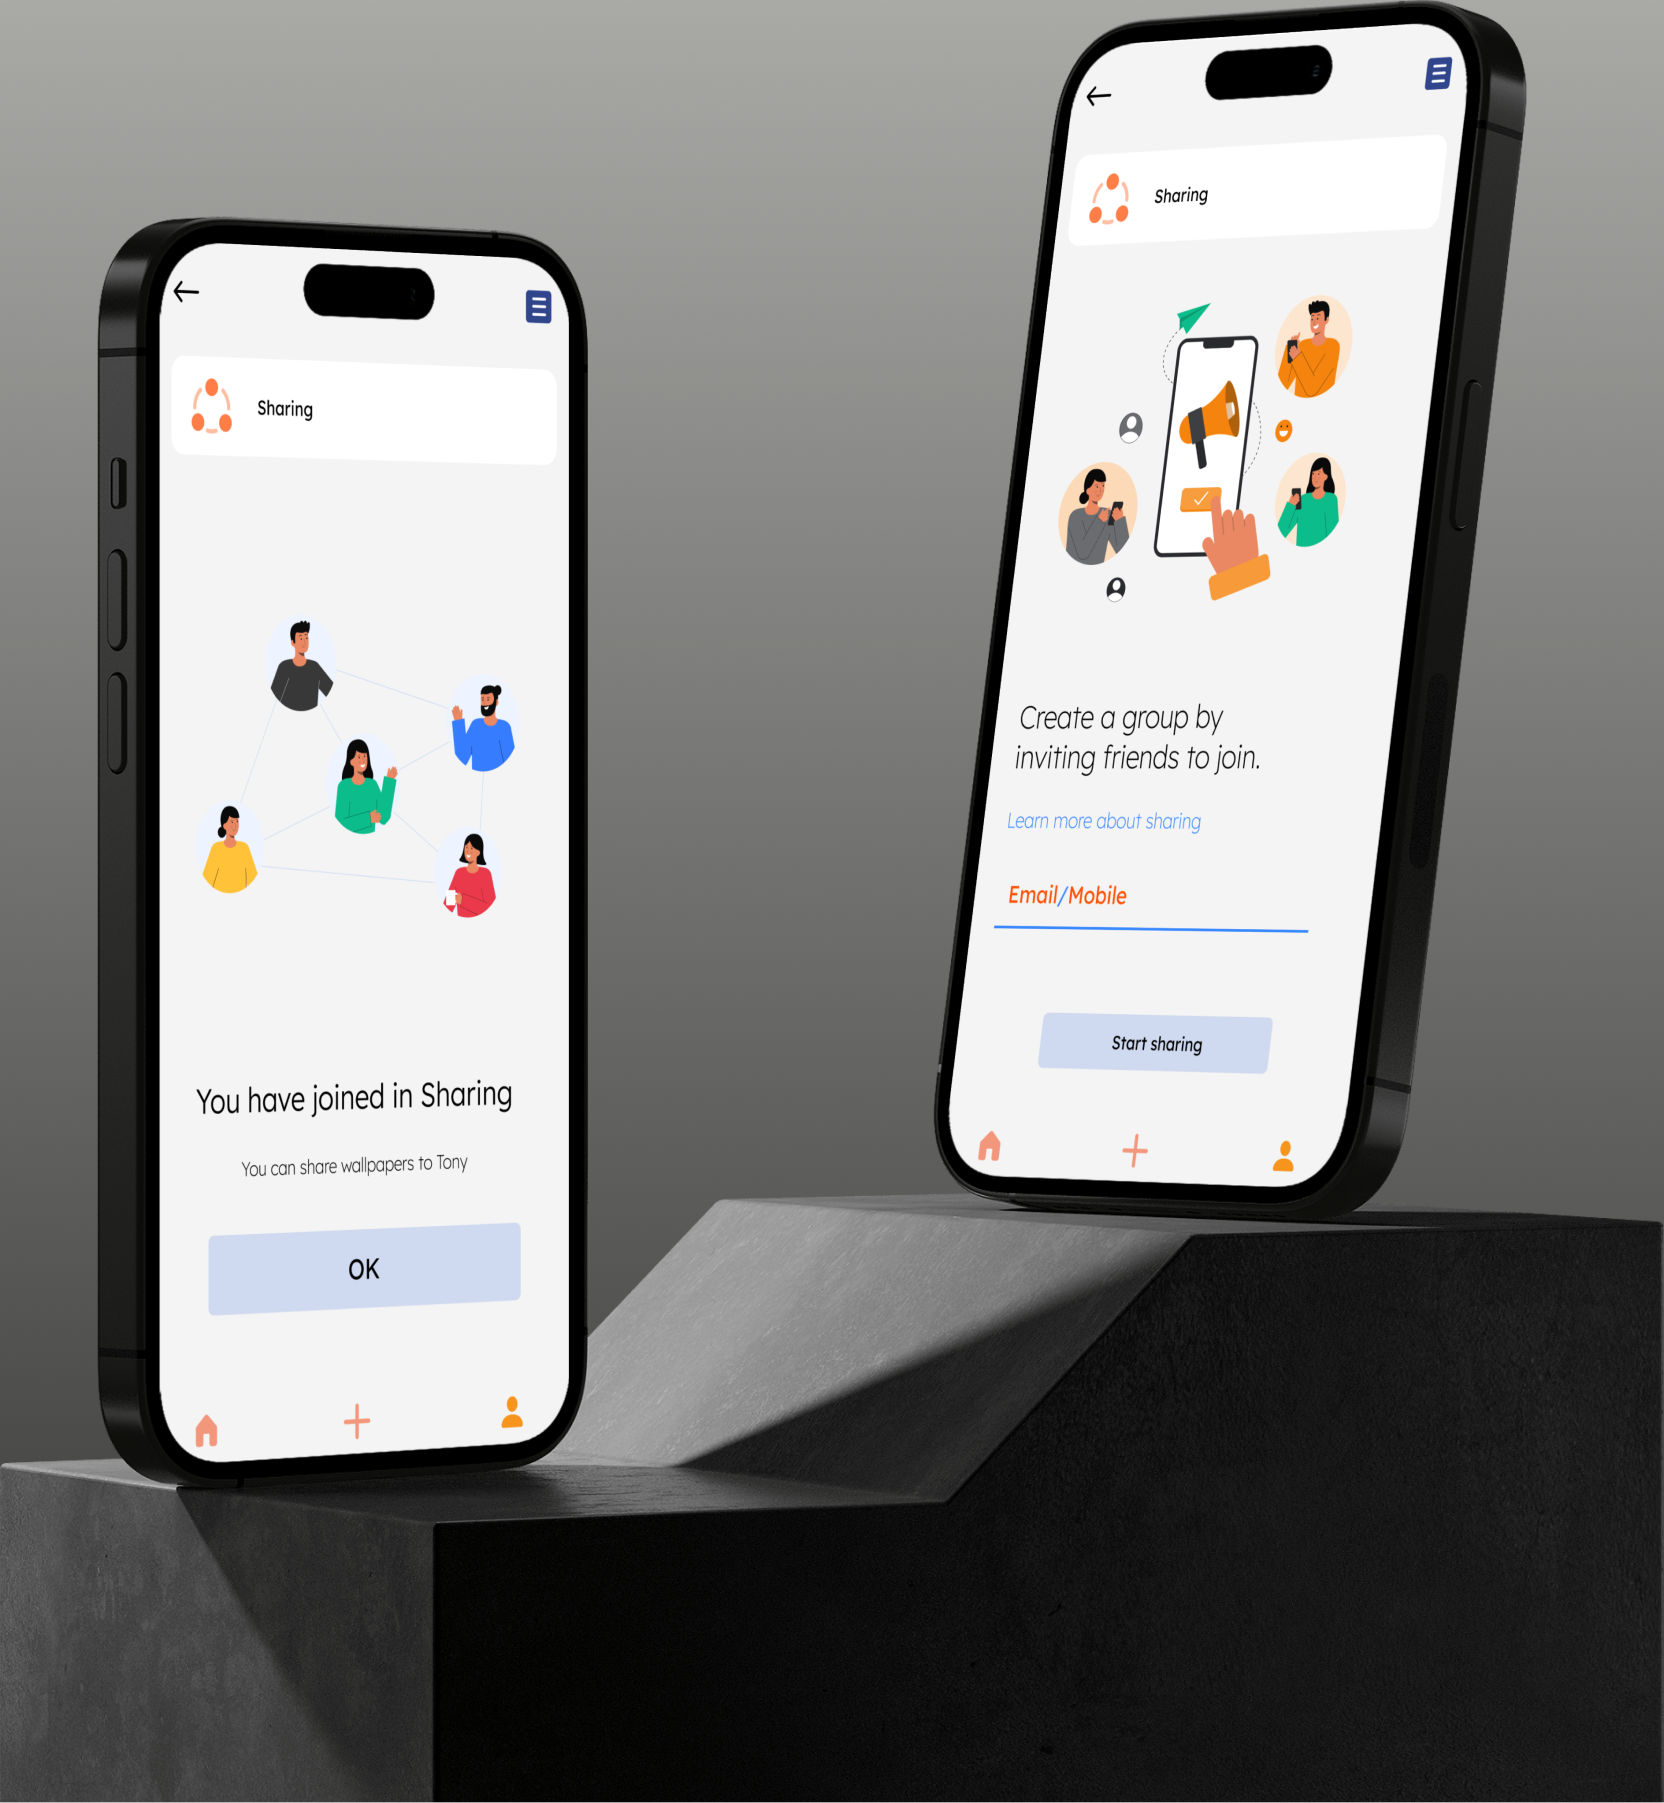 Sharing
You have joined in Sharing
You can share wallpapers to Tony
OK
Sharing
Create a group by
inviting friends to join.
Learn more about sharing
Email/Mobile
Start sharing